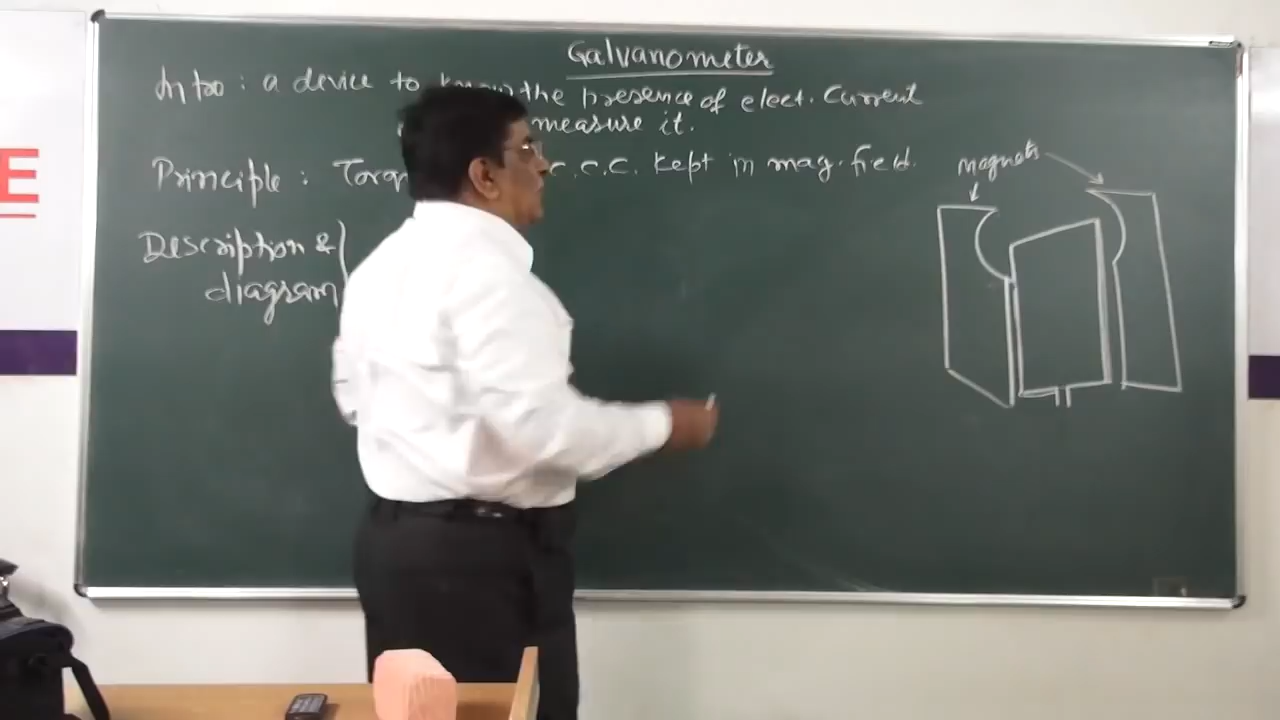 Galvanometer
Intro : a device to know the presence of elect. Current
measure it.
Principle : Torq C.C. kept in mag. field.
Magnets
Description &
diagram
E